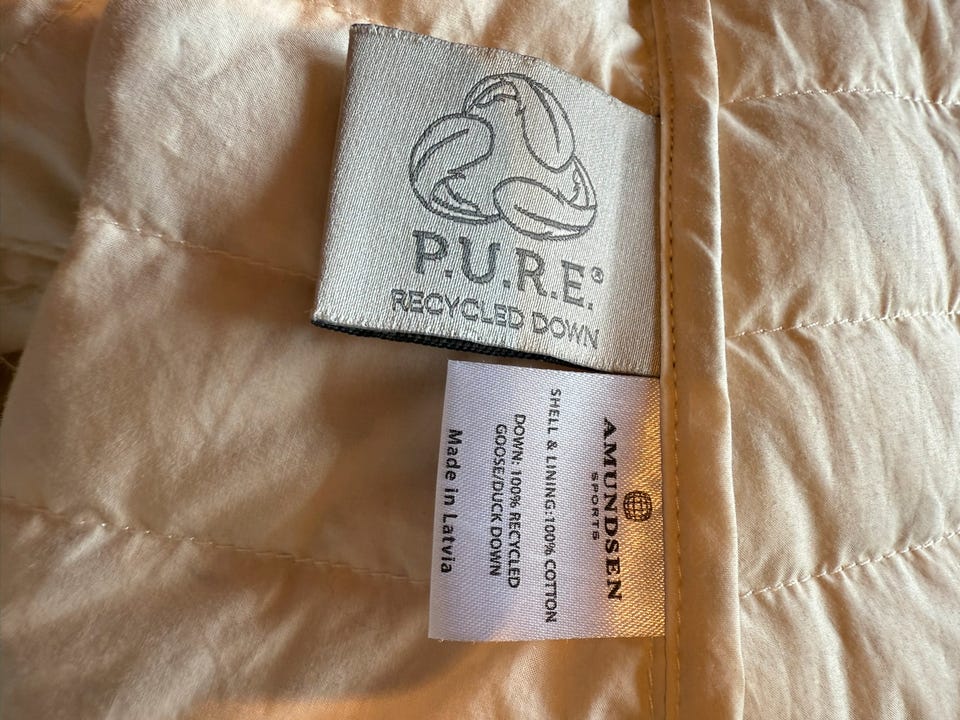 P.U.R.E.®
RECYCLED DOWN
AMUNDSEN
SPORTS
SHELL & LINING:100% COTTON
DOWN: 100% RECYCLED
GOOSE/DUCK DOWN
Made in Latvia